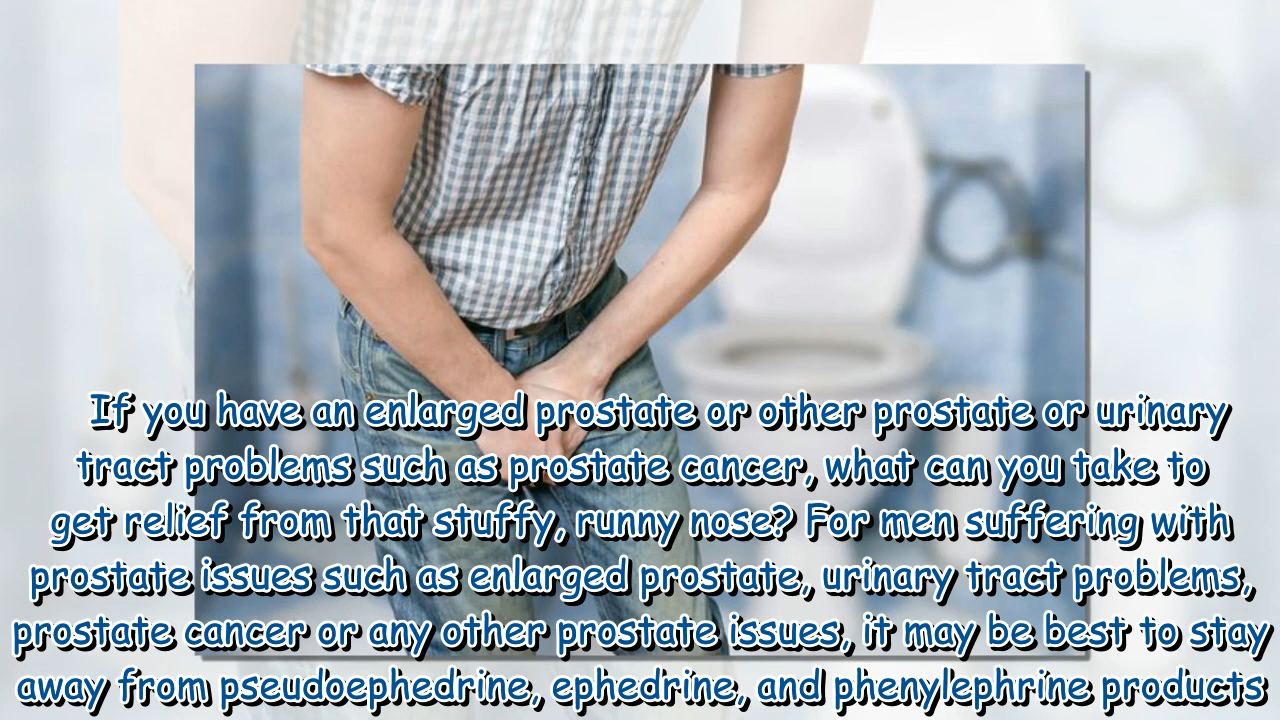 If you have an enlarged prostate or other prostate or urinary
tract problems such as prostate cancer, what can you take to
get relief from that stuffy, runny nose? For men suffering with
prostate issues such as enlarged prostate, urinary tract problems,
prostate cancer or any other prostate issues, it may be best to stay
away from pseudoephedrine, ephedrine, and phenylephrine products